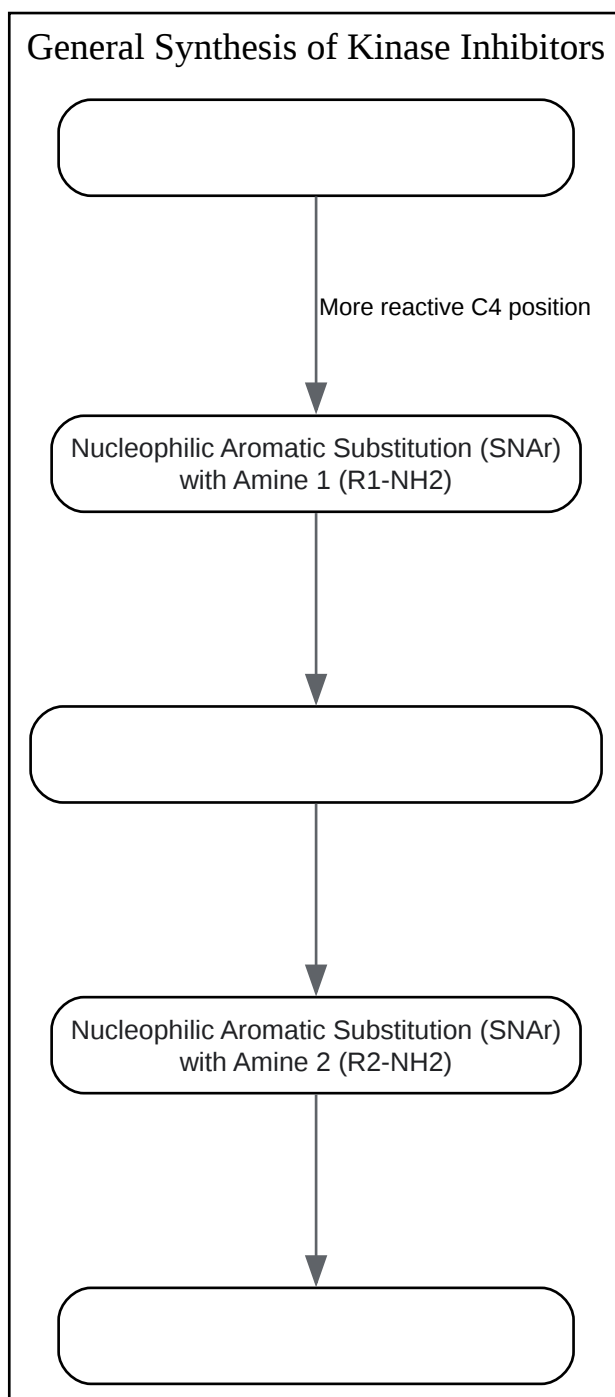 General Synthesis of Kinase Inhibitors
More reactive C4 position
Nucleophilic Aromatic Substitution (SNAr)
with Amine 1 (R1-NH2)
Nucleophilic Aromatic Substitution (SNAr)
with Amine 2 (R2-NH2)